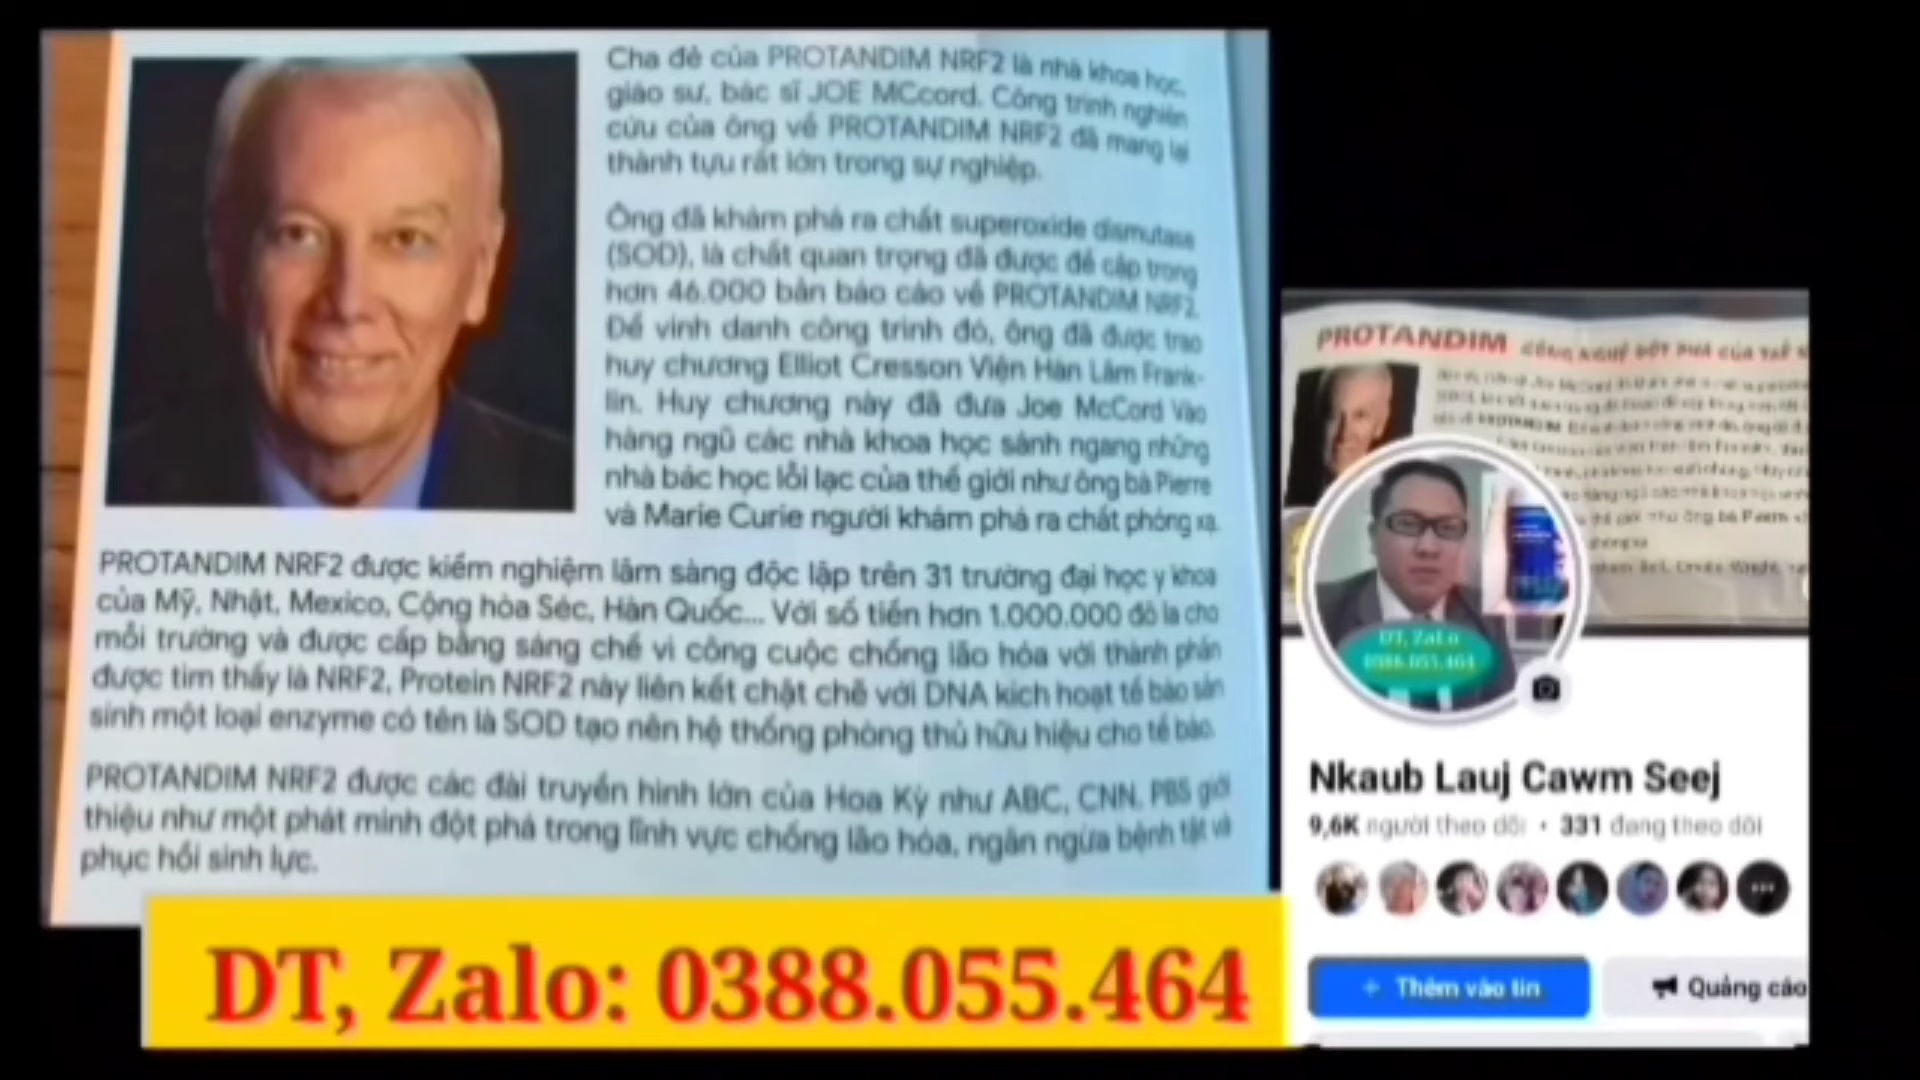 Cha đẻ của PROTANDIM NRF2 là nhà khoa học,
giáo sư, bác sĩ JOE MCcord. Công trình nghiên
cứu của ông về PROTANDIM NRF2 đã mang lại
thành tựu rất lớn trong sự nghiệp.
Ông đã khám phá ra chất superoxide dismutase
(SOD), là chất quan trọng đã được đề cập trong
hơn 46.000 bản báo cáo về PROTANDIM NRF2.
Để vinh danh công trình đó, ông đã được trao
huy chương Elliot Cresson Viện Hàn Lâm Frank-
lin. Huy chương này đã đưa Joe McCord vào
hàng ngũ các nhà khoa học sánh ngang những
nhà bác học lỗi lạc của thế giới như ông bà Pierre
và Marie Curie người khám phá ra chất phóng xạ.
PROTANDIM NRF2 được kiểm nghiệm lâm sàng độc lập trên 31 trường đại học y khoa
của Mỹ, Nhật, Mexico, Cộng hòa Séc, Hàn Quốc... Với số tiền hơn 1.000.000 đô la cho
mỗi trường và được cấp bằng sáng chế vì công cuộc chống lão hóa với thành phần
được tìm thấy là NRF2, Protein NRF2 này liên kết chặt chẽ với DNA kích hoạt tế bào sản
sinh một loại enzyme có tên là SOD tạo nên hệ thống phòng thủ hữu hiệu cho tế bào.
PROTANDIM NRF2 được các đài truyền hình lớn của Hoa Kỳ như ABC, CNN, PBS giới
thiệu như một phát minh đột phá trong lĩnh vực chống lão hóa, ngăn ngừa bệnh tật và
phục hồi sinh lực.
DT, Zalo: 0388.055.464
PROTANDIM CÔNG NGHỆ ĐỘT PHÁ CỦA THẾ
DT, ZaLo
0388.055.464
Nkaub Lauj Cawm Seej
9,6K người theo dõi • 331 đang theo dõi
+ Thêm vào tin
Quảng cáo